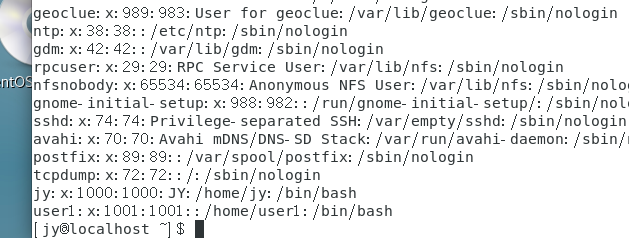 geoclue:x:989:983:User for geoclue:/var/lib/geoclue:/sbin/nologin
ntp:x:38:38::/etc/ntp:/sbin/nologin
gdm:x:42:42::/var/lib/gdm:/sbin/nologin
rpcuser:x:29:29:RPC Service User:/var/lib/nfs:/sbin/nologin
nfsnobody:x:65534:65534:Anonymous NFS User:/var/lib/nfs:/sbin/nolo
gnome-initial-setup:x:988:982::/run/gnome-initial-setup/:/sbin/nol
sshd:x:74:74:Privilege-separated SSH:/var/empty/sshd:/sbin/nologin
avahi:x:70:70:Avahi mDNS/DNS-SD Stack:/var/run/avahi-daemon:/sbin/
postfix:x:89:89::/var/spool/postfix:/sbin/nologin
tcpdump:x:72:72::/:/sbin/nologin
ntOS
jy:x:1000:1000:JY:/home/jy:/bin/bash
user1:x:1001:1001::/home/user1:/bin/bash
[jy@localhost ~]$